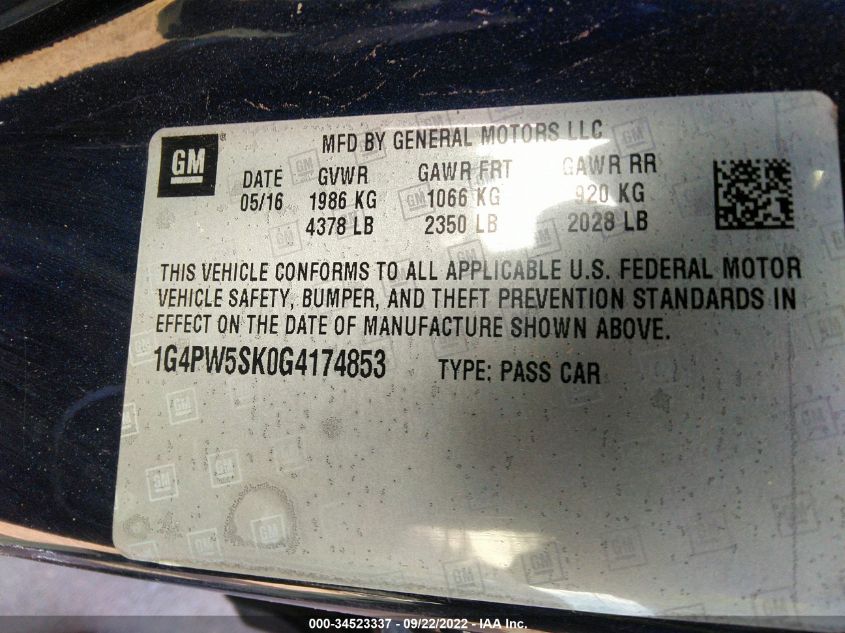 GM
MFD BY GENERAL MOTORS LLC
DATE GVWR GAWR FRT GAWR RR
05/16 1986 KG 1066 KG 920 KG
4378 LB 2350 LB 2028 LB
THIS VEHICLE CONFORMS TO ALL APPLICABLE U.S. FEDERAL MOTOR
VEHICLE SAFETY, BUMPER, AND THEFT PREVENTION STANDARDS IN
EFFECT ON THE DATE OF MANUFACTURE SHOWN ABOVE.
1G4PW5SK0G4174853 TYPE: PASS CAR
000-34523337 - 09/22/2022 - IAA Inc.